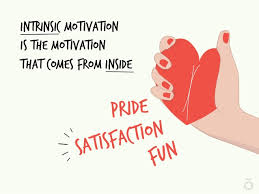 INTRINSIC MOTIVATION
IS THE MOTIVATION
THAT COMES FROM INSIDE
PRIDE
SATISFACTION
FUN